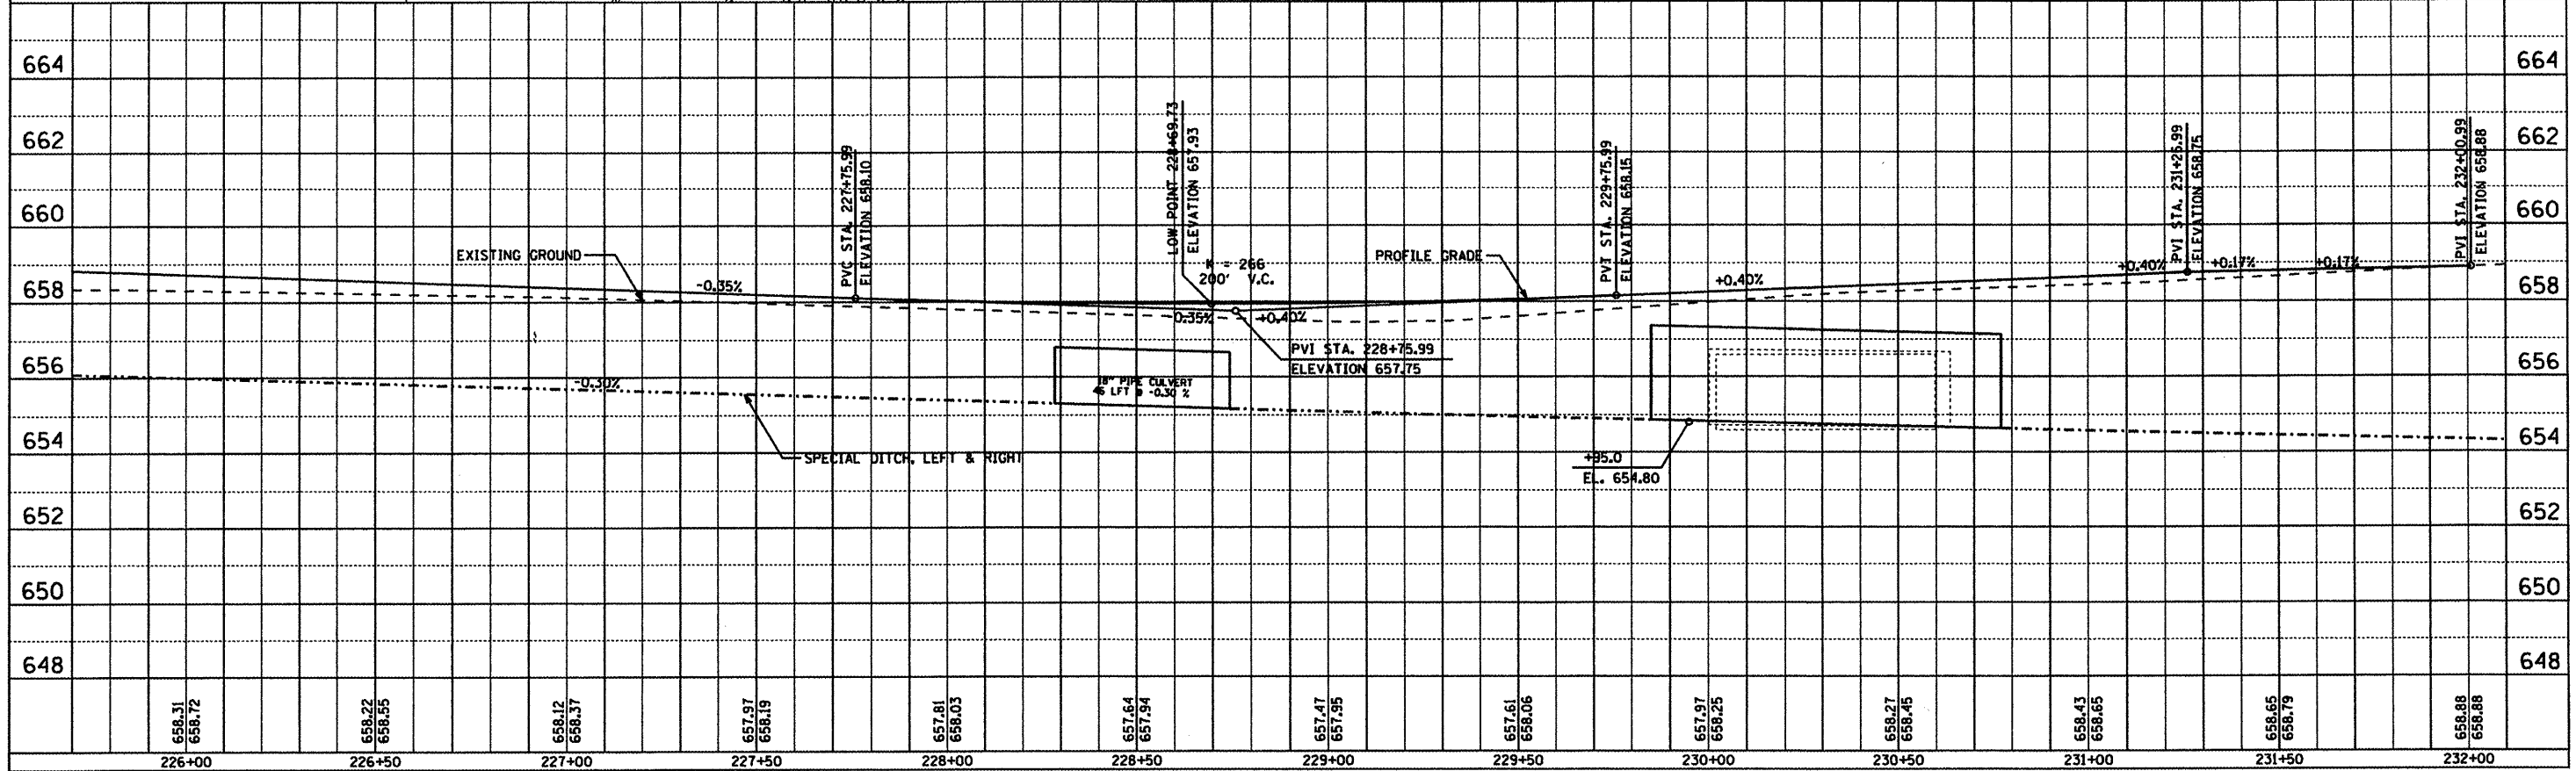 664 664
662 662
660 660
658 658
656 656
654 654
652 652
650 650
648 648
EXISTING GROUND
-0.35%
PVC STA. 227+75.99
ELEVATION 658.10
LOW POINT 228+69.73
ELEVATION 657.93
K = 266
200' V.C.
0.35%
+0.40%
PVI STA. 228+75.99
ELEVATION 657.75
PROFILE GRADE
PVI STA. 229+75.99
ELEVATION 658.15
+0.40%
+0.40%
PVI STA. 231+25.99
ELEVATION 658.75
+0.17%
+0.17%
PVI STA. 232+00.99
ELEVATION 658.88
-0.30%
18" PIPE CULVERT
46 LFT @ -0.30 %
SPECIAL DITCH, LEFT & RIGHT
+95.0
EL. 654.80
658.31
658.72
658.22
658.55
658.12
658.37
657.97
658.19
657.81
658.03
657.64
657.94
657.47
657.95
657.61
658.06
657.97
658.25
658.27
658.45
658.43
658.65
658.65
658.79
658.88
658.88
226+00 226+50 227+00 227+50 228+00 228+50 229+00 229+50 230+00 230+50 231+00 231+50 232+00